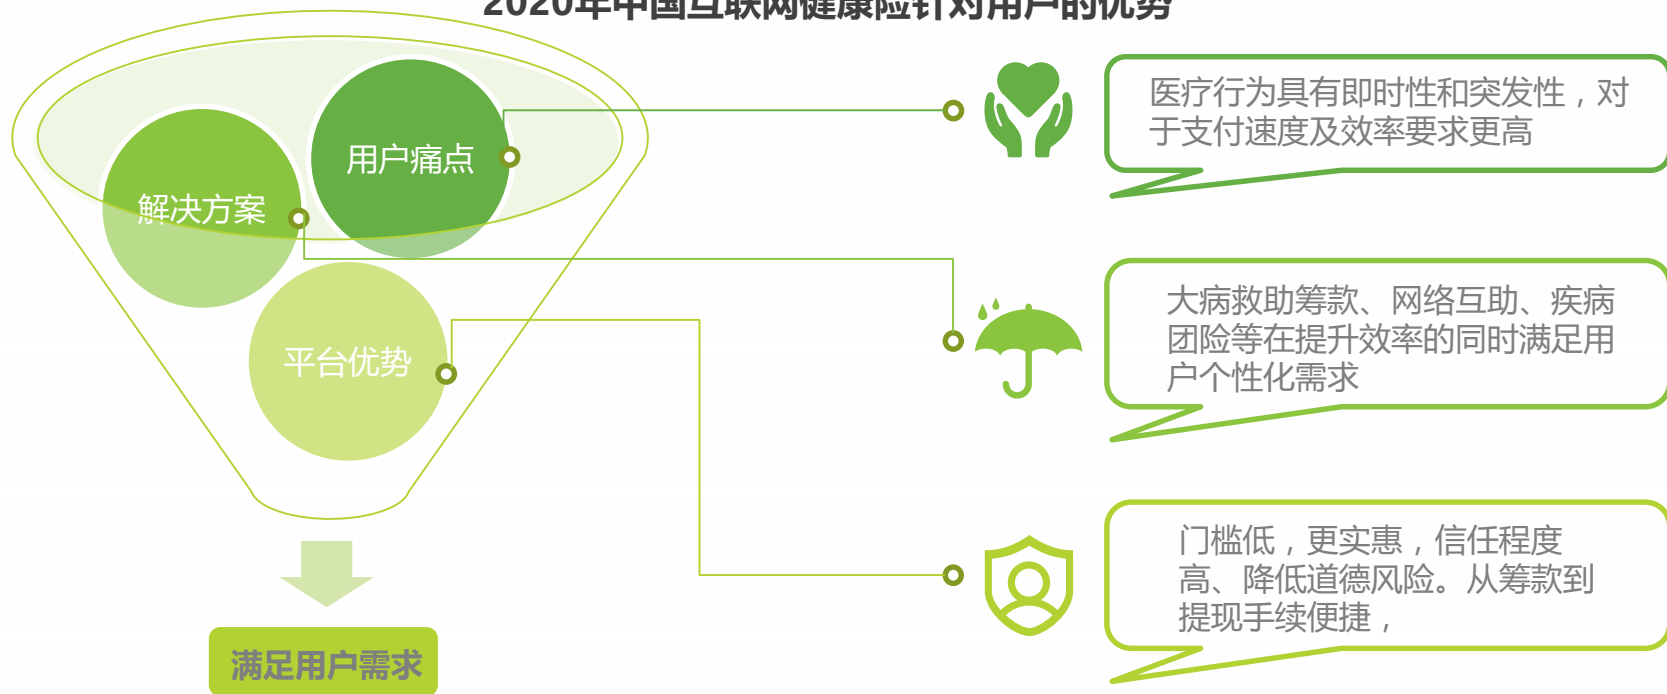 2020年中国互联网健康险针对用户的优势
用户痛点
解决方案
平台优势
满足用户需求
医疗行为具有即时性和突发性，对
于支付速度及效率要求更高
大病救助筹款、网络互助、疾病
团险等在提升效率的同时满足用
户个性化需求
门槛低，更实惠，信任程度
高、降低道德风险。从筹款到
提现手续便捷，